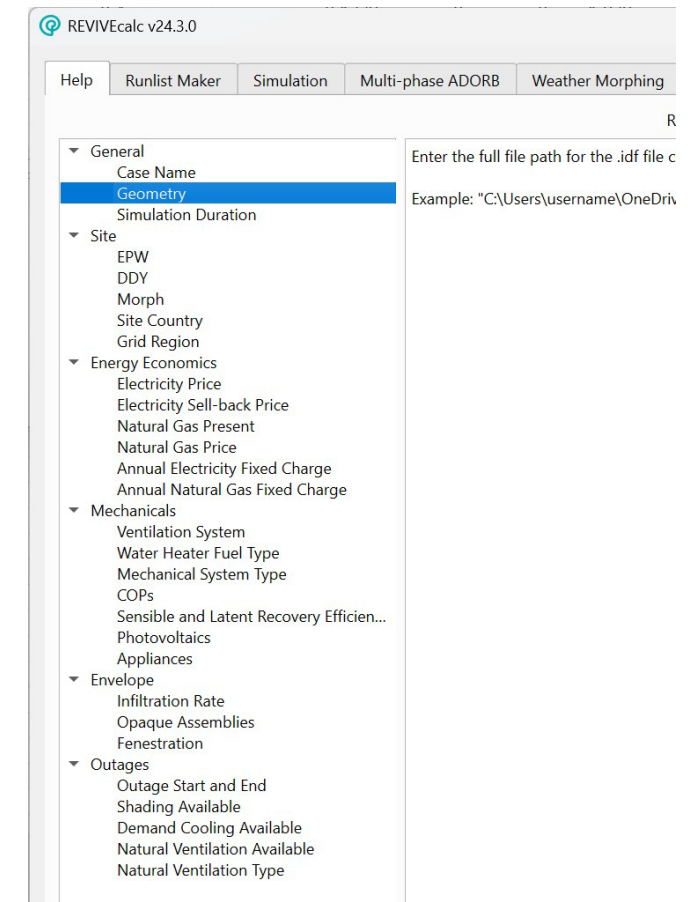 REVIVEcalc v24.3.0
Help Runlist Maker Simulation Multi-phase ADORB Weather Morphing
R
General
Case Name
Enter the full file path for the .idf file c
Geometry
Example: "C:\Users\username\OneDriv
Simulation Duration
Site
EPW
DDY
Morph
Site Country
Grid Region
Energy Economics
Electricity Price
Electricity Sell-back Price
Natural Gas Present
Natural Gas Price
Annual Electricity Fixed Charge
Annual Natural Gas Fixed Charge
Mechanicals
Ventilation System
Water Heater Fuel Type
Mechanical System Type
COPs
Sensible and Latent Recovery Efficien...
Photovoltaics
Appliances
Envelope
Infiltration Rate
Opaque Assemblies
Fenestration
Outages
Outage Start and End
Shading Available
Demand Cooling Available
Natural Ventilation Available
Natural Ventilation Type